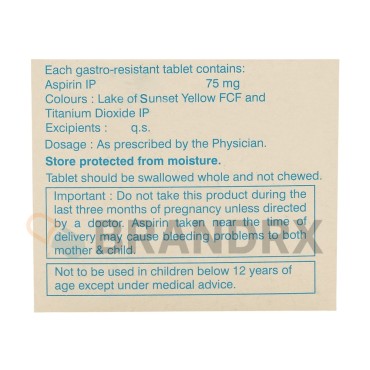 Each gastro-resistant tablet contains:
Aspirin IP 75 mg
Colours : Lake of Sunset Yellow FCF and
Titanium Dioxide IP
Excipients : q.s.
Dosage : As prescribed by the Physician.
Store protected from moisture.
Tablet should be swallowed whole and not chewed.
Important : Do not take this product during the
last three months of pregnancy unless directed
by a doctor. Aspirin taken near the time of
delivery may cause bleeding problems to both
mother & child.
BRANDRX
Not to be used in children below 12 years of
age except under medical advice.